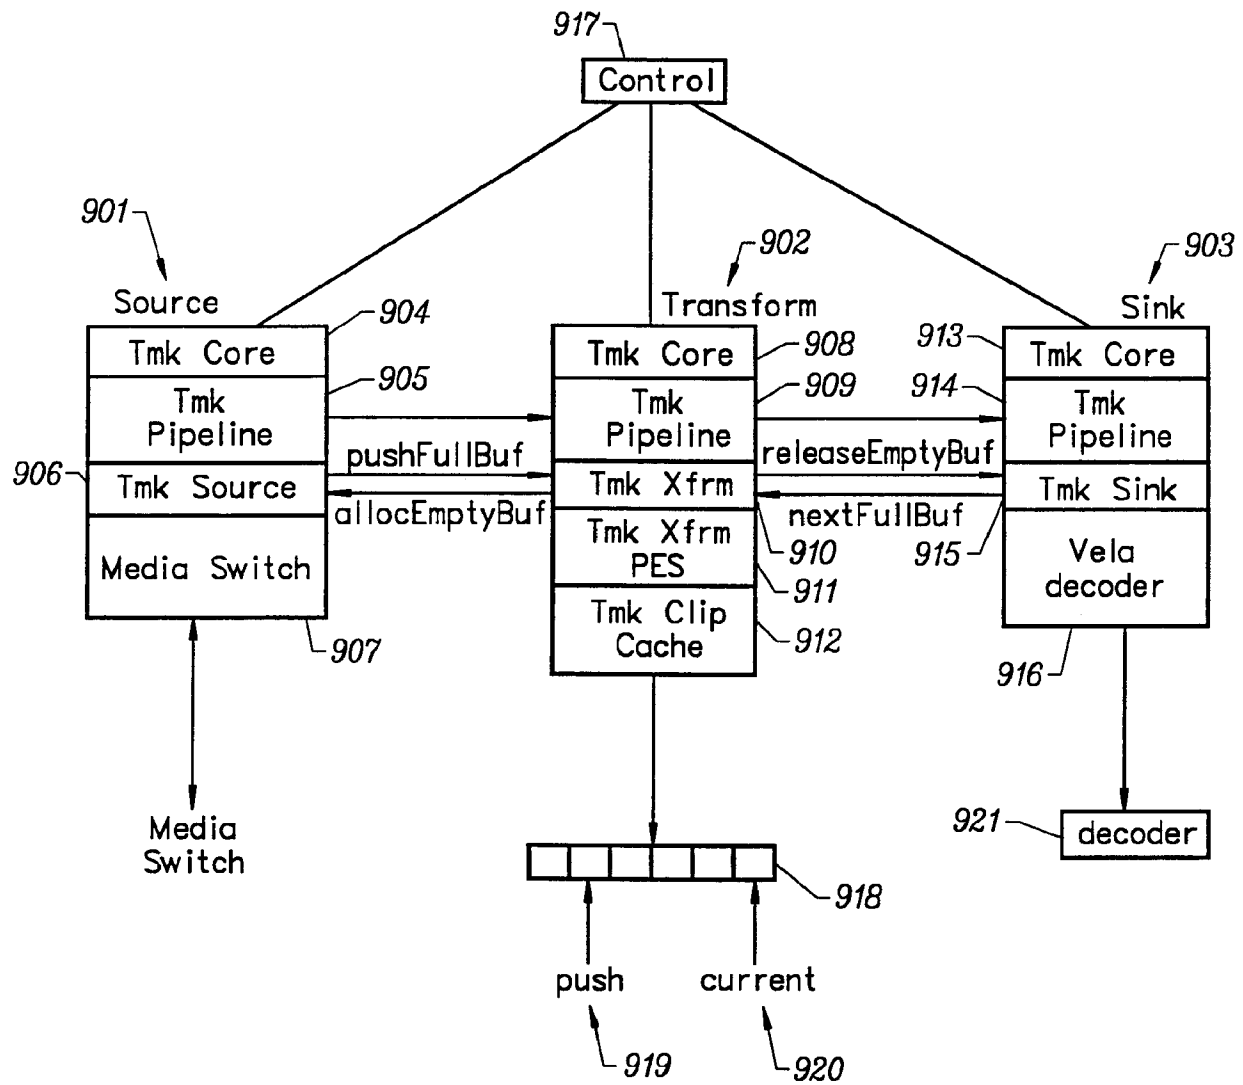 917
Control
901
902
903
Source
Transform
Sink
904
908
913
Tmk Core
Tmk Core
Tmk Core
905
909
914
Tmk
Pipeline
Tmk
Pipeline
Tmk
Pipeline
906
pushFullBuf
releaseEmptyBuf
Tmk Source
Tmk Xfrm
Tmk Sink
allocEmptyBuf
nextFullBuf
910
915
Media Switch
Tmk Xfrm
PES
Vela
decoder
911
Tmk Clip
Cache
912
907
916
Media
Switch
921
decoder
918
push
current
919
920